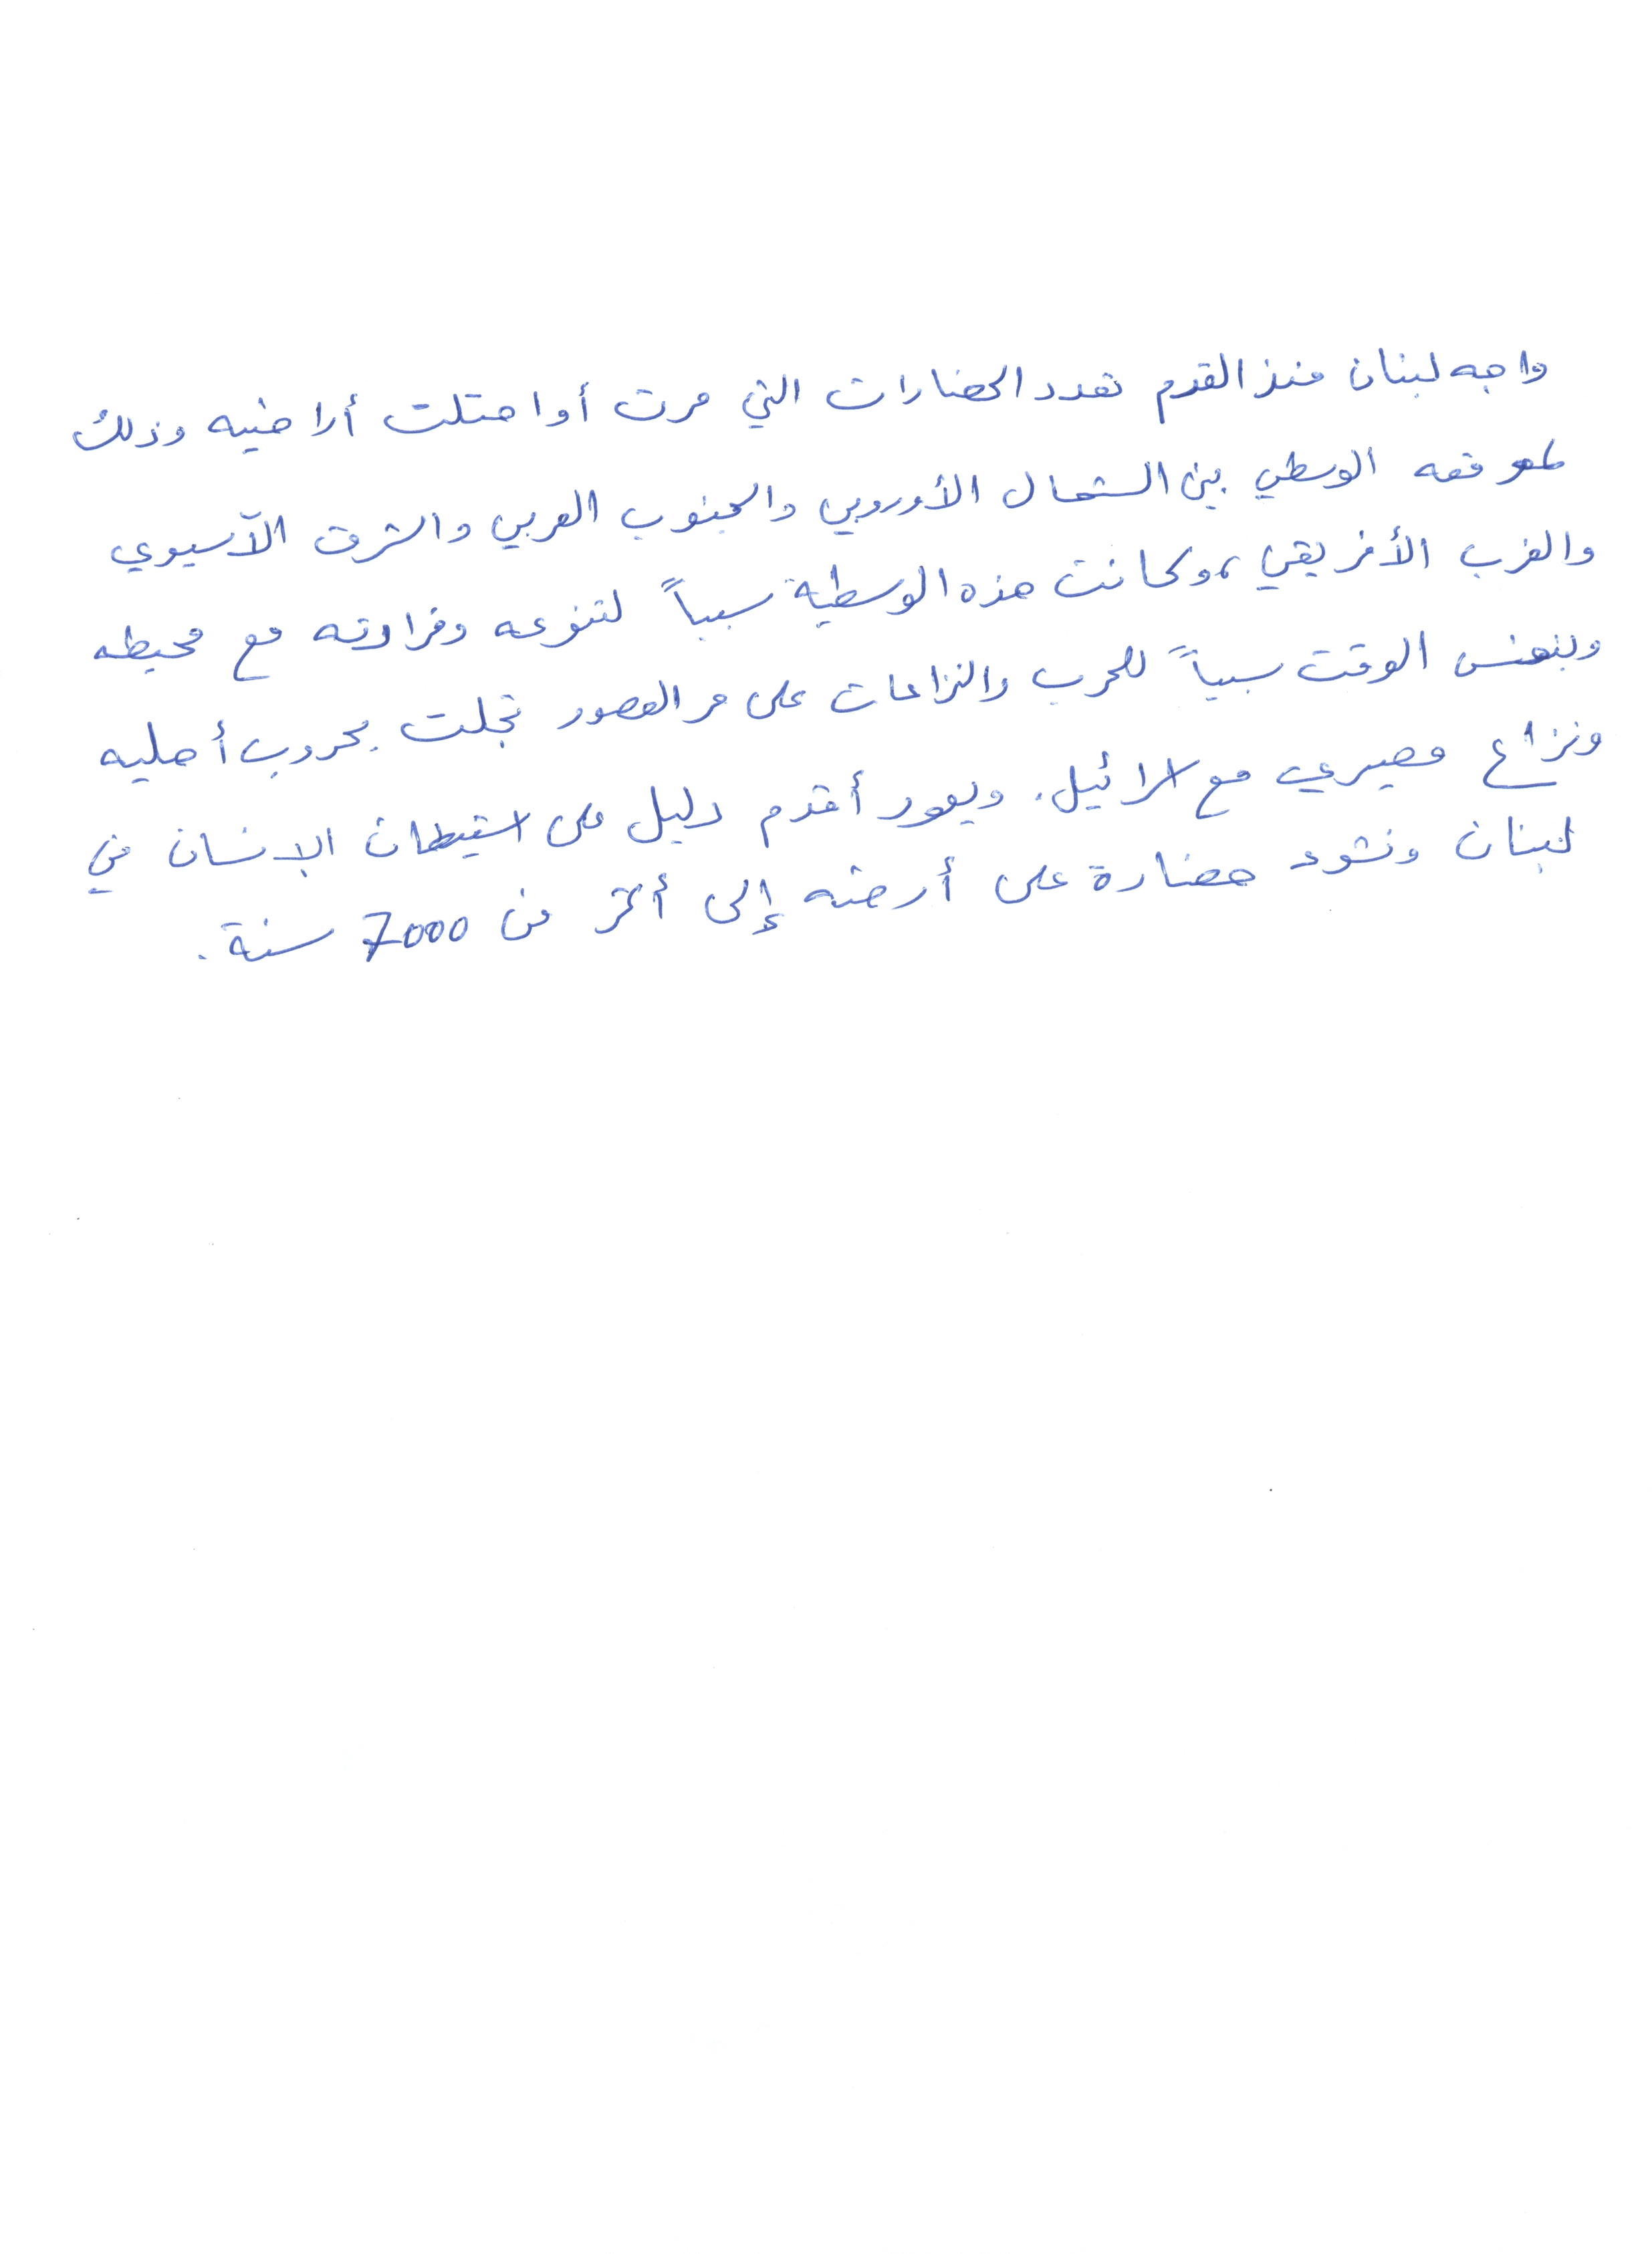 واجه لبنان منذ القدم تعدد الحضارات التي مرت أو احتلت أراضيه وذلك
لموقعه الوسطي بين الشمال الأوروبي والجنوب العربي والشرق الآسيوي
والغرب الأفريقي، وكانت هذه الوسطية سبباً لتنوعه وفرادته مع محيطه
وبنفس الوقت سبباً للحرب والنزاعات على مر العصور تجلت بحروب أهليه
ونزاع مصيري مع اسرائيل. ويعود أقدم دليل على استيطان الإنسان في
لبنان ونشوء حضارة على أرضه إلى أكثر من 7000 سنة.